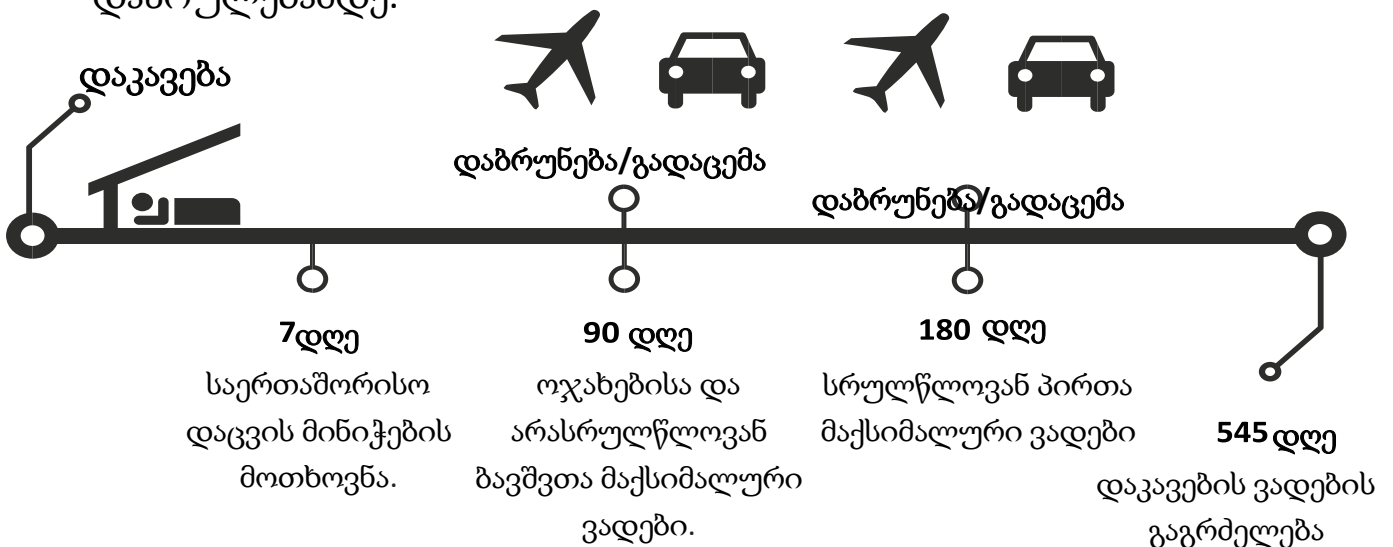 დასრულებამდე.
დაკავება
დაბრუნება/გადაცემა
დაბრუნება/გადაცემა
7დღე
საერთაშორისო
დაცვის მინიჭების
მოთხოვნა.
90 დღე
ოჯახებისა და
არასრულწლოვან
ბავშვთა მაქსიმალური
ვადები.
180 დღე
სრულწლოვან პირთა
მაქსიმალური ვადები
545 დღე
დაკავების ვადების
გაგრძელება